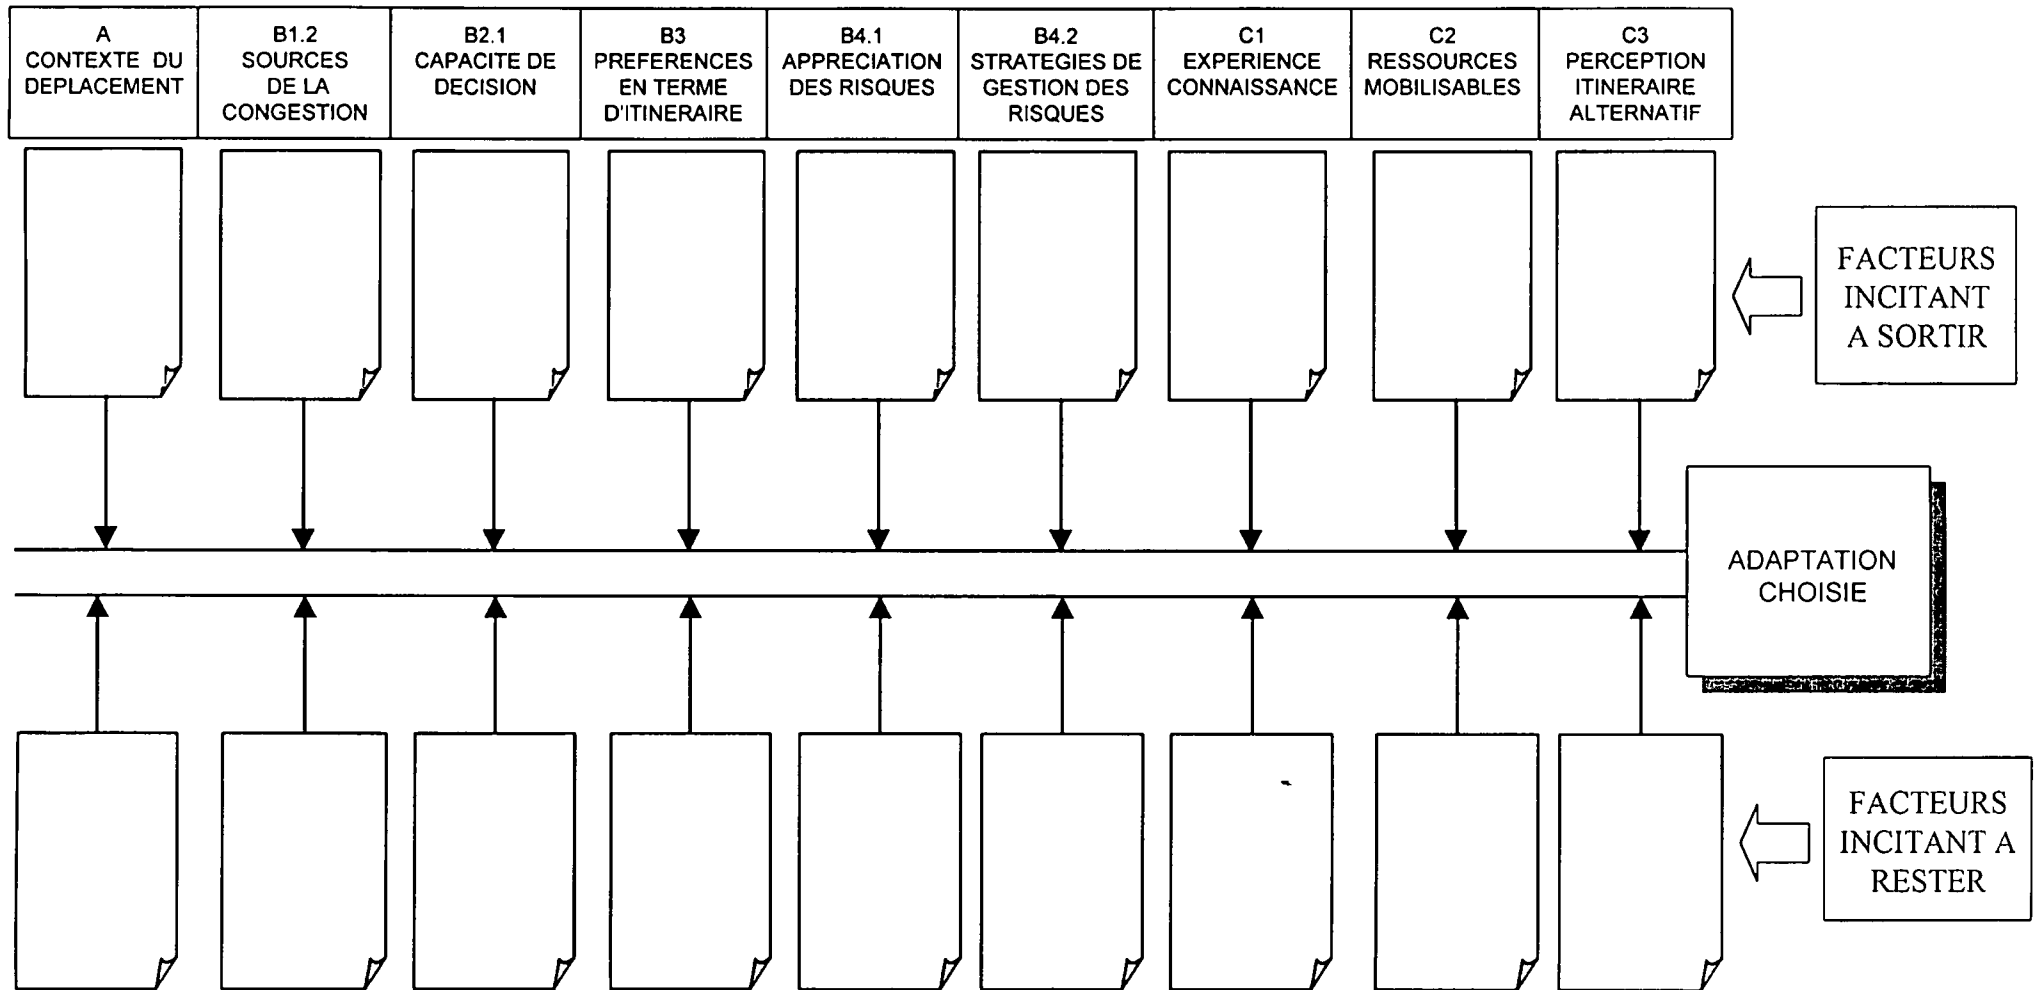 A
CONTEXTE DU
DEPLACEMENT
B1.2
SOURCES
DE LA
CONGESTION
B2.1
CAPACITE DE
DECISION
B3
PREFERENCES
EN TERME
D'ITINERAIRE
B4.1
APPRECIATION
DES RISQUES
B4.2
STRATEGIES DE
GESTION DES
RISQUES
C1
EXPERIENCE
CONNAISSANCE
C2
RESSOURCES
MOBILISABLES
C3
PERCEPTION
ITINERAIRE
ALTERNATIF
FACTEURS
INCITANT
A SORTIR
ADAPTATION
CHOISIE
FACTEURS
INCITANT A
RESTER